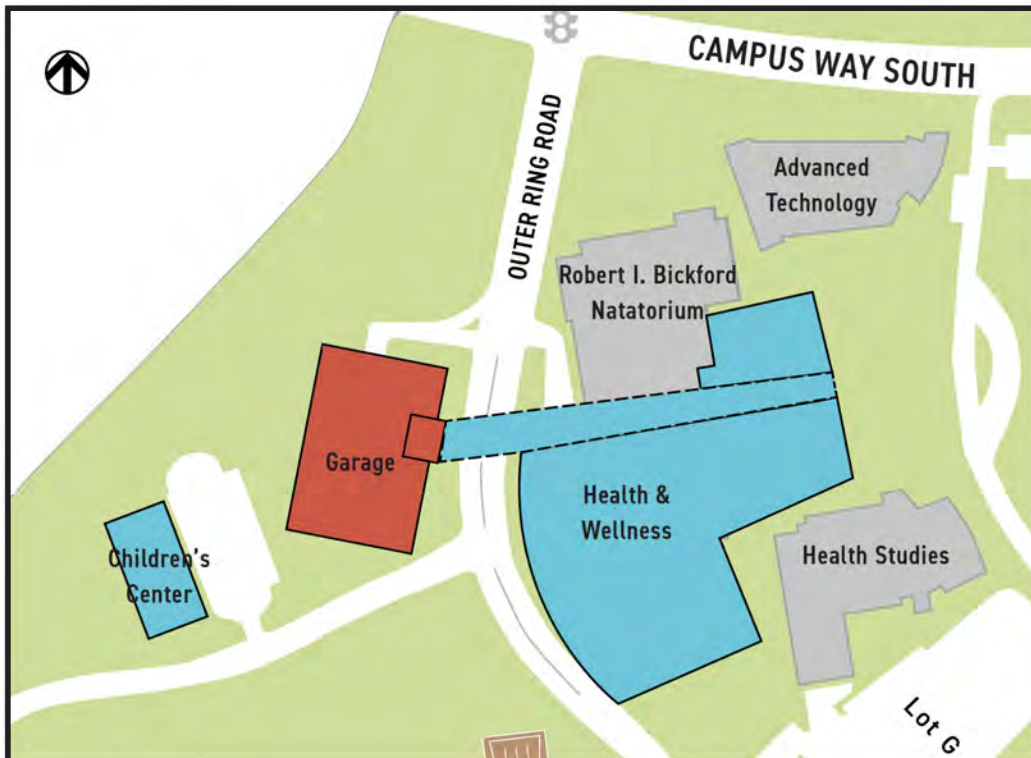 CAMPUS WAY SOUTH
OUTER RING ROAD
Advanced
Technology
Robert I. Bickford
Natatorium
Garage
Health &
Wellness
Children's
Center
Health Studies
Lot G